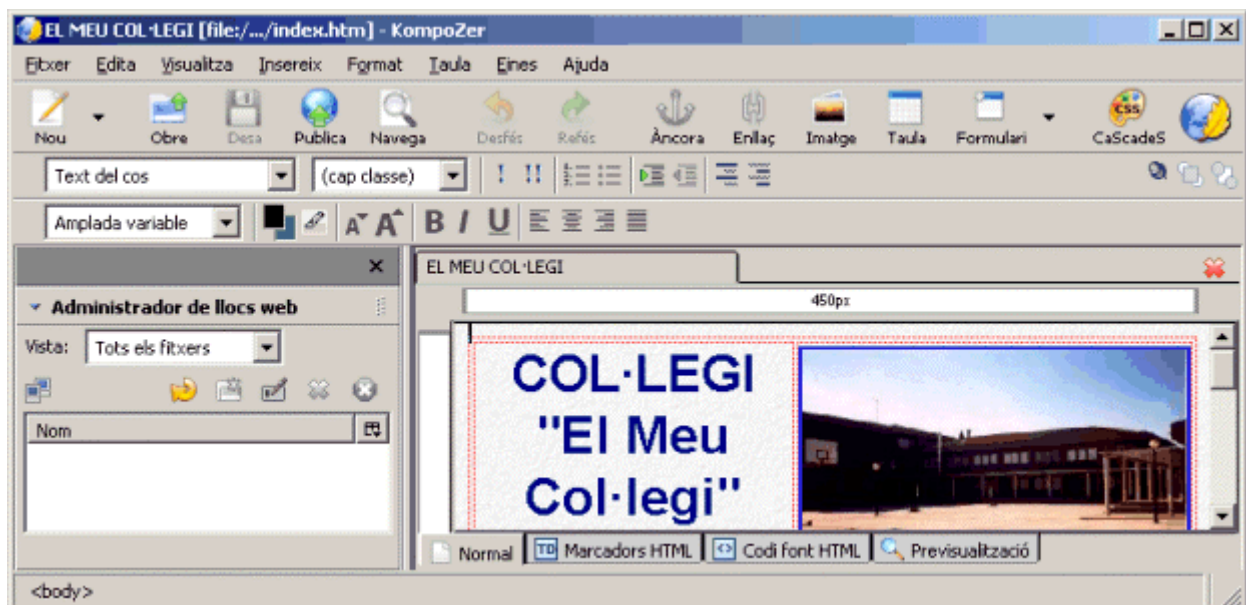 EL MEU COL·LEGI [file:/.../index.htm] - KompoZer
Fitxer Edita Visualitza Insereix Format Taula Eines Ajuda
Nou Obre Desa Publica Navega Desfés Refés Àncora Enllaç Imatge Taula Formulari CaScadeS
Text del cos (cap classe)
Amplada variable
EL MEU COL·LEGI
450px
Administrador de llocs web
Vista: Tots els fitxers
Nom
COL·LEGI
"El Meu
Col·legi"
Normal Marcadors HTML Codi font HTML Previsualització
<body>